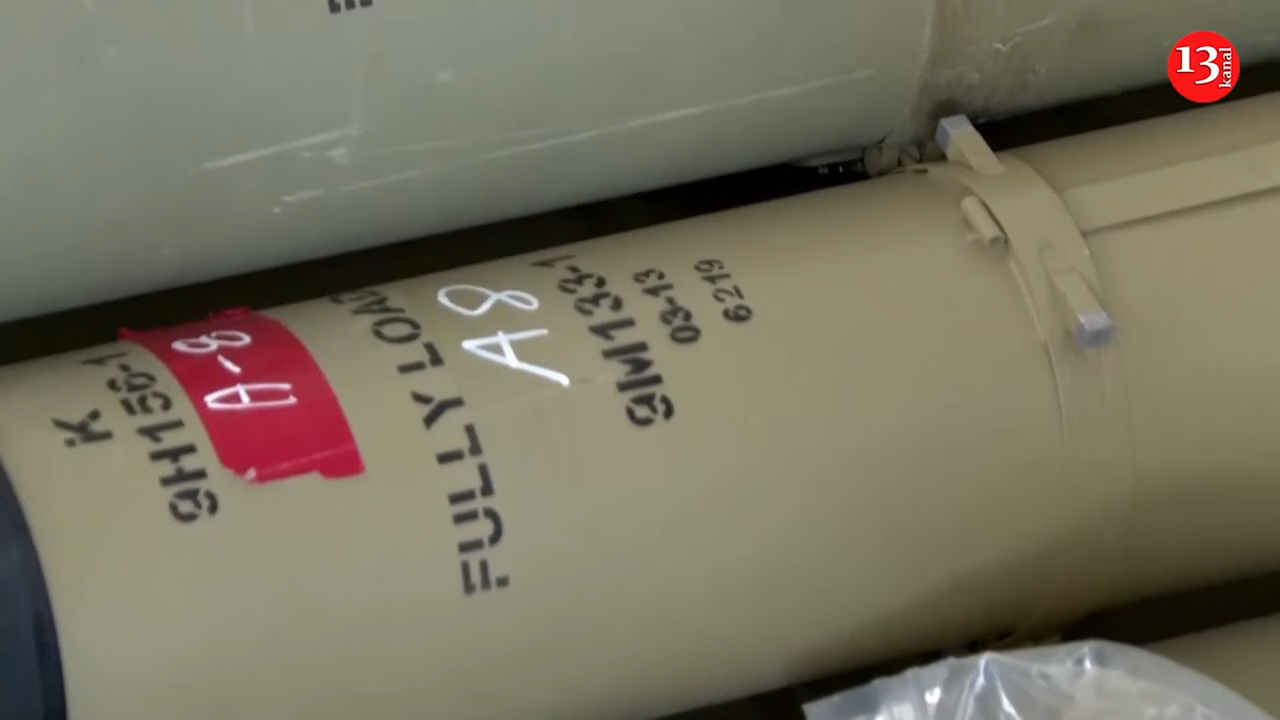 13
kanal
K
9H156-1
A-8
FULLY LOAD
A8
9M133-1
03-13
6219